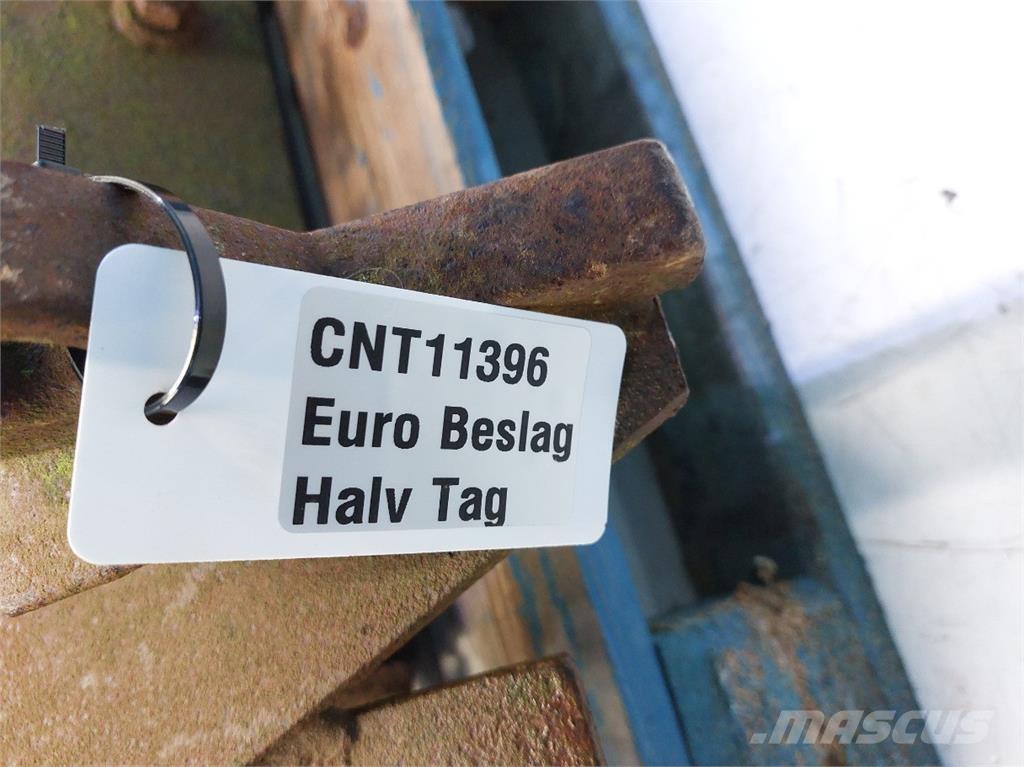 CNT11396
Euro Beslag
Halv Tag
MASCUS